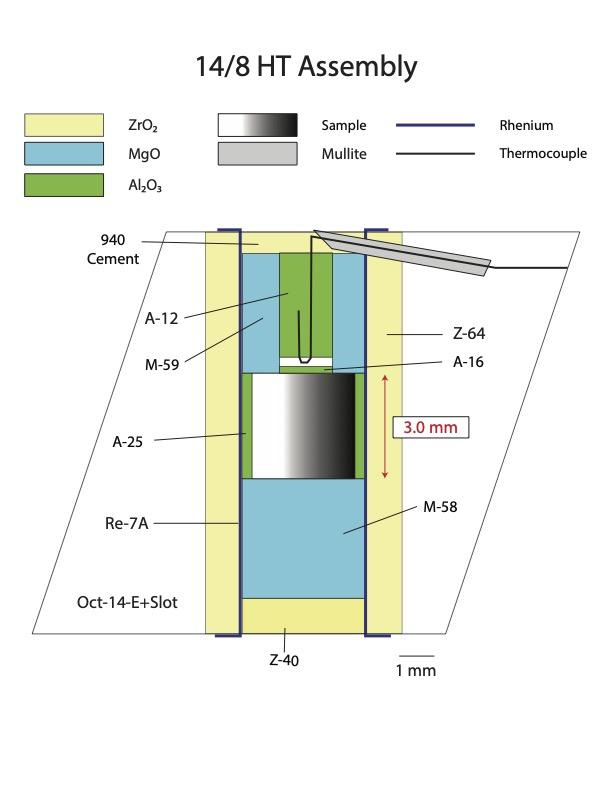 14/8 HT Assembly
ZrO₂
Sample
Rhenium
MgO
Mullite
Thermocouple
Al₂O₃
940
Cement
A-12
Z-64
M-59
A-16
3.0 mm
A-25
M-58
Re-7A
Oct-14-E+Slot
Z-40
1 mm